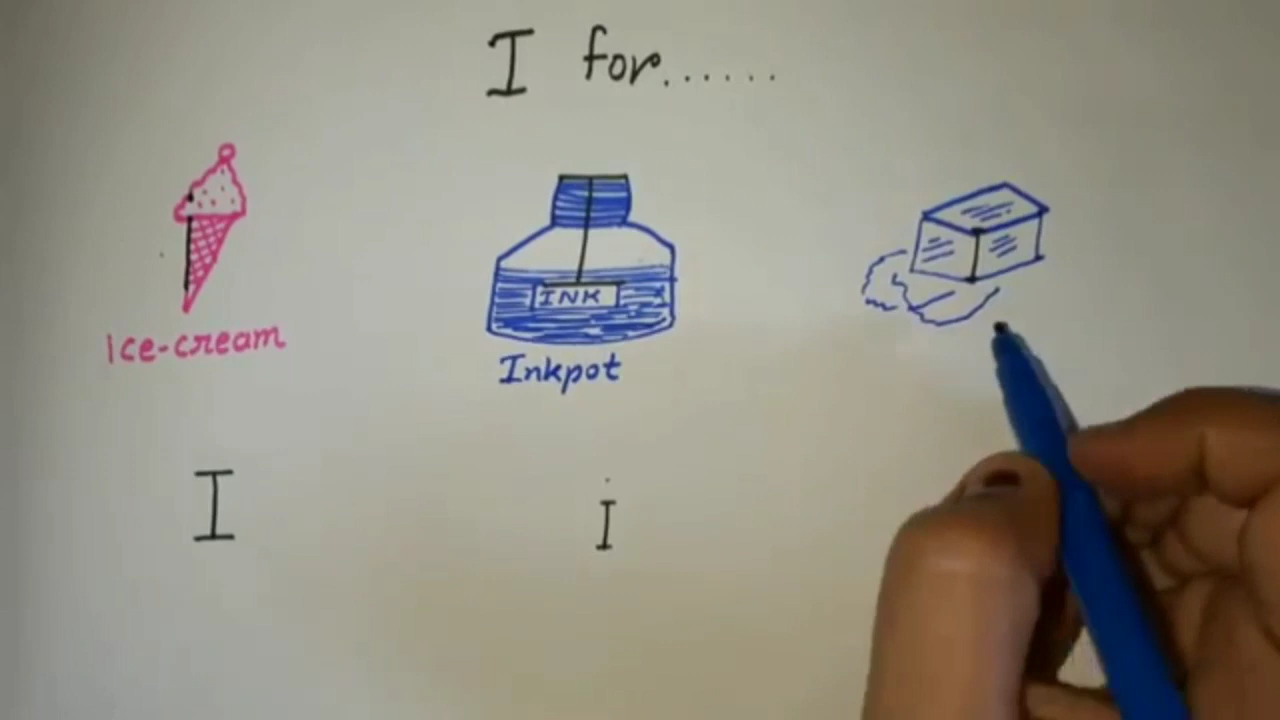 I for.......
Ice-cream
INK
Inkpot
I
i